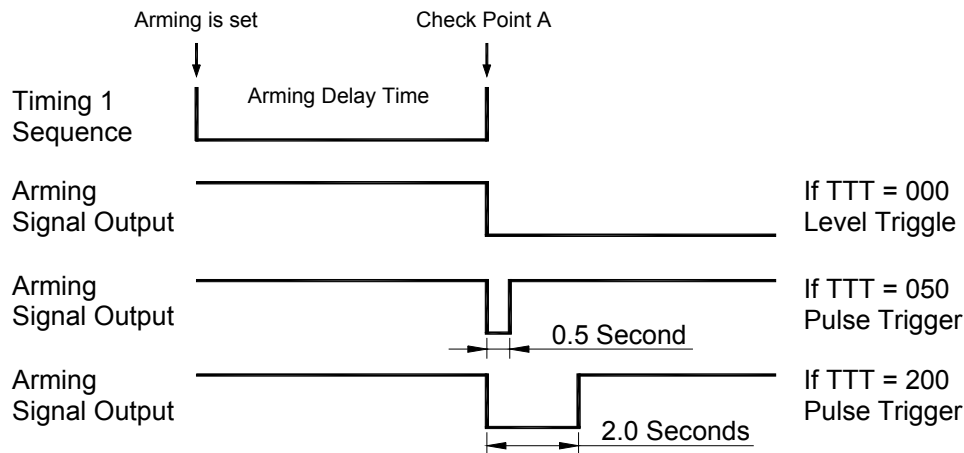 Arming is set
Check Point A
Timing 1
Sequence
Arming Delay Time
Arming
Signal Output
If TTT = 000
Level Triggle
Arming
Signal Output
0.5 Second
If TTT = 050
Pulse Trigger
Arming
Signal Output
2.0 Seconds
If TTT = 200
Pulse Trigger